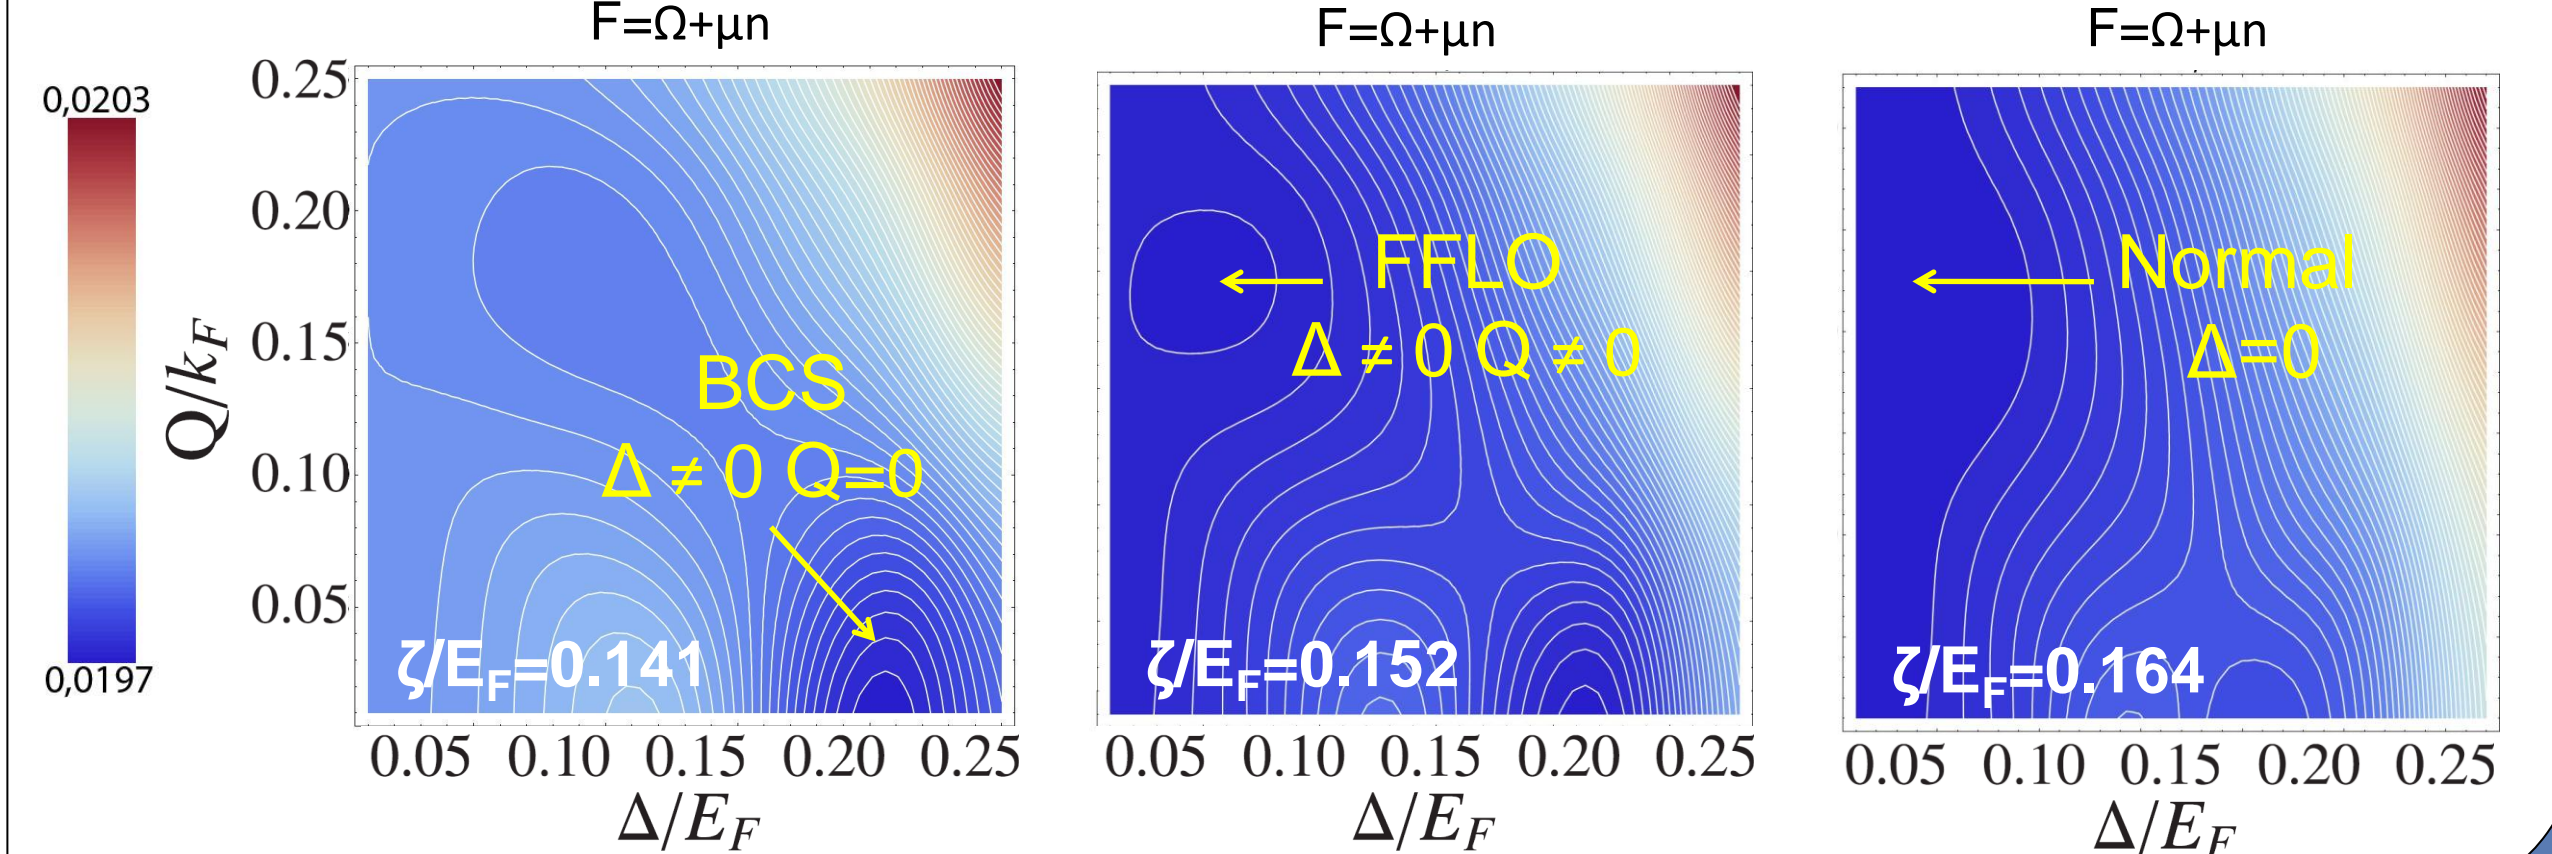 F=Ω+μn
F=Ω+μn
F=Ω+μn
0,0203
0,0197
Q/k_F
0.25
0.20
0.15
0.10
0.05
BCS
Δ ≠ 0 Q=0
ζ/E_F=0.141
0.05 0.10 0.15 0.20 0.25
Δ/E_F
FFLO
Δ ≠ 0 Q ≠ 0
ζ/E_F=0.152
0.05 0.10 0.15 0.20 0.25
Δ/E_F
Normal
Δ=0
ζ/E_F=0.164
0.05 0.10 0.15 0.20 0.25
Δ/E_F